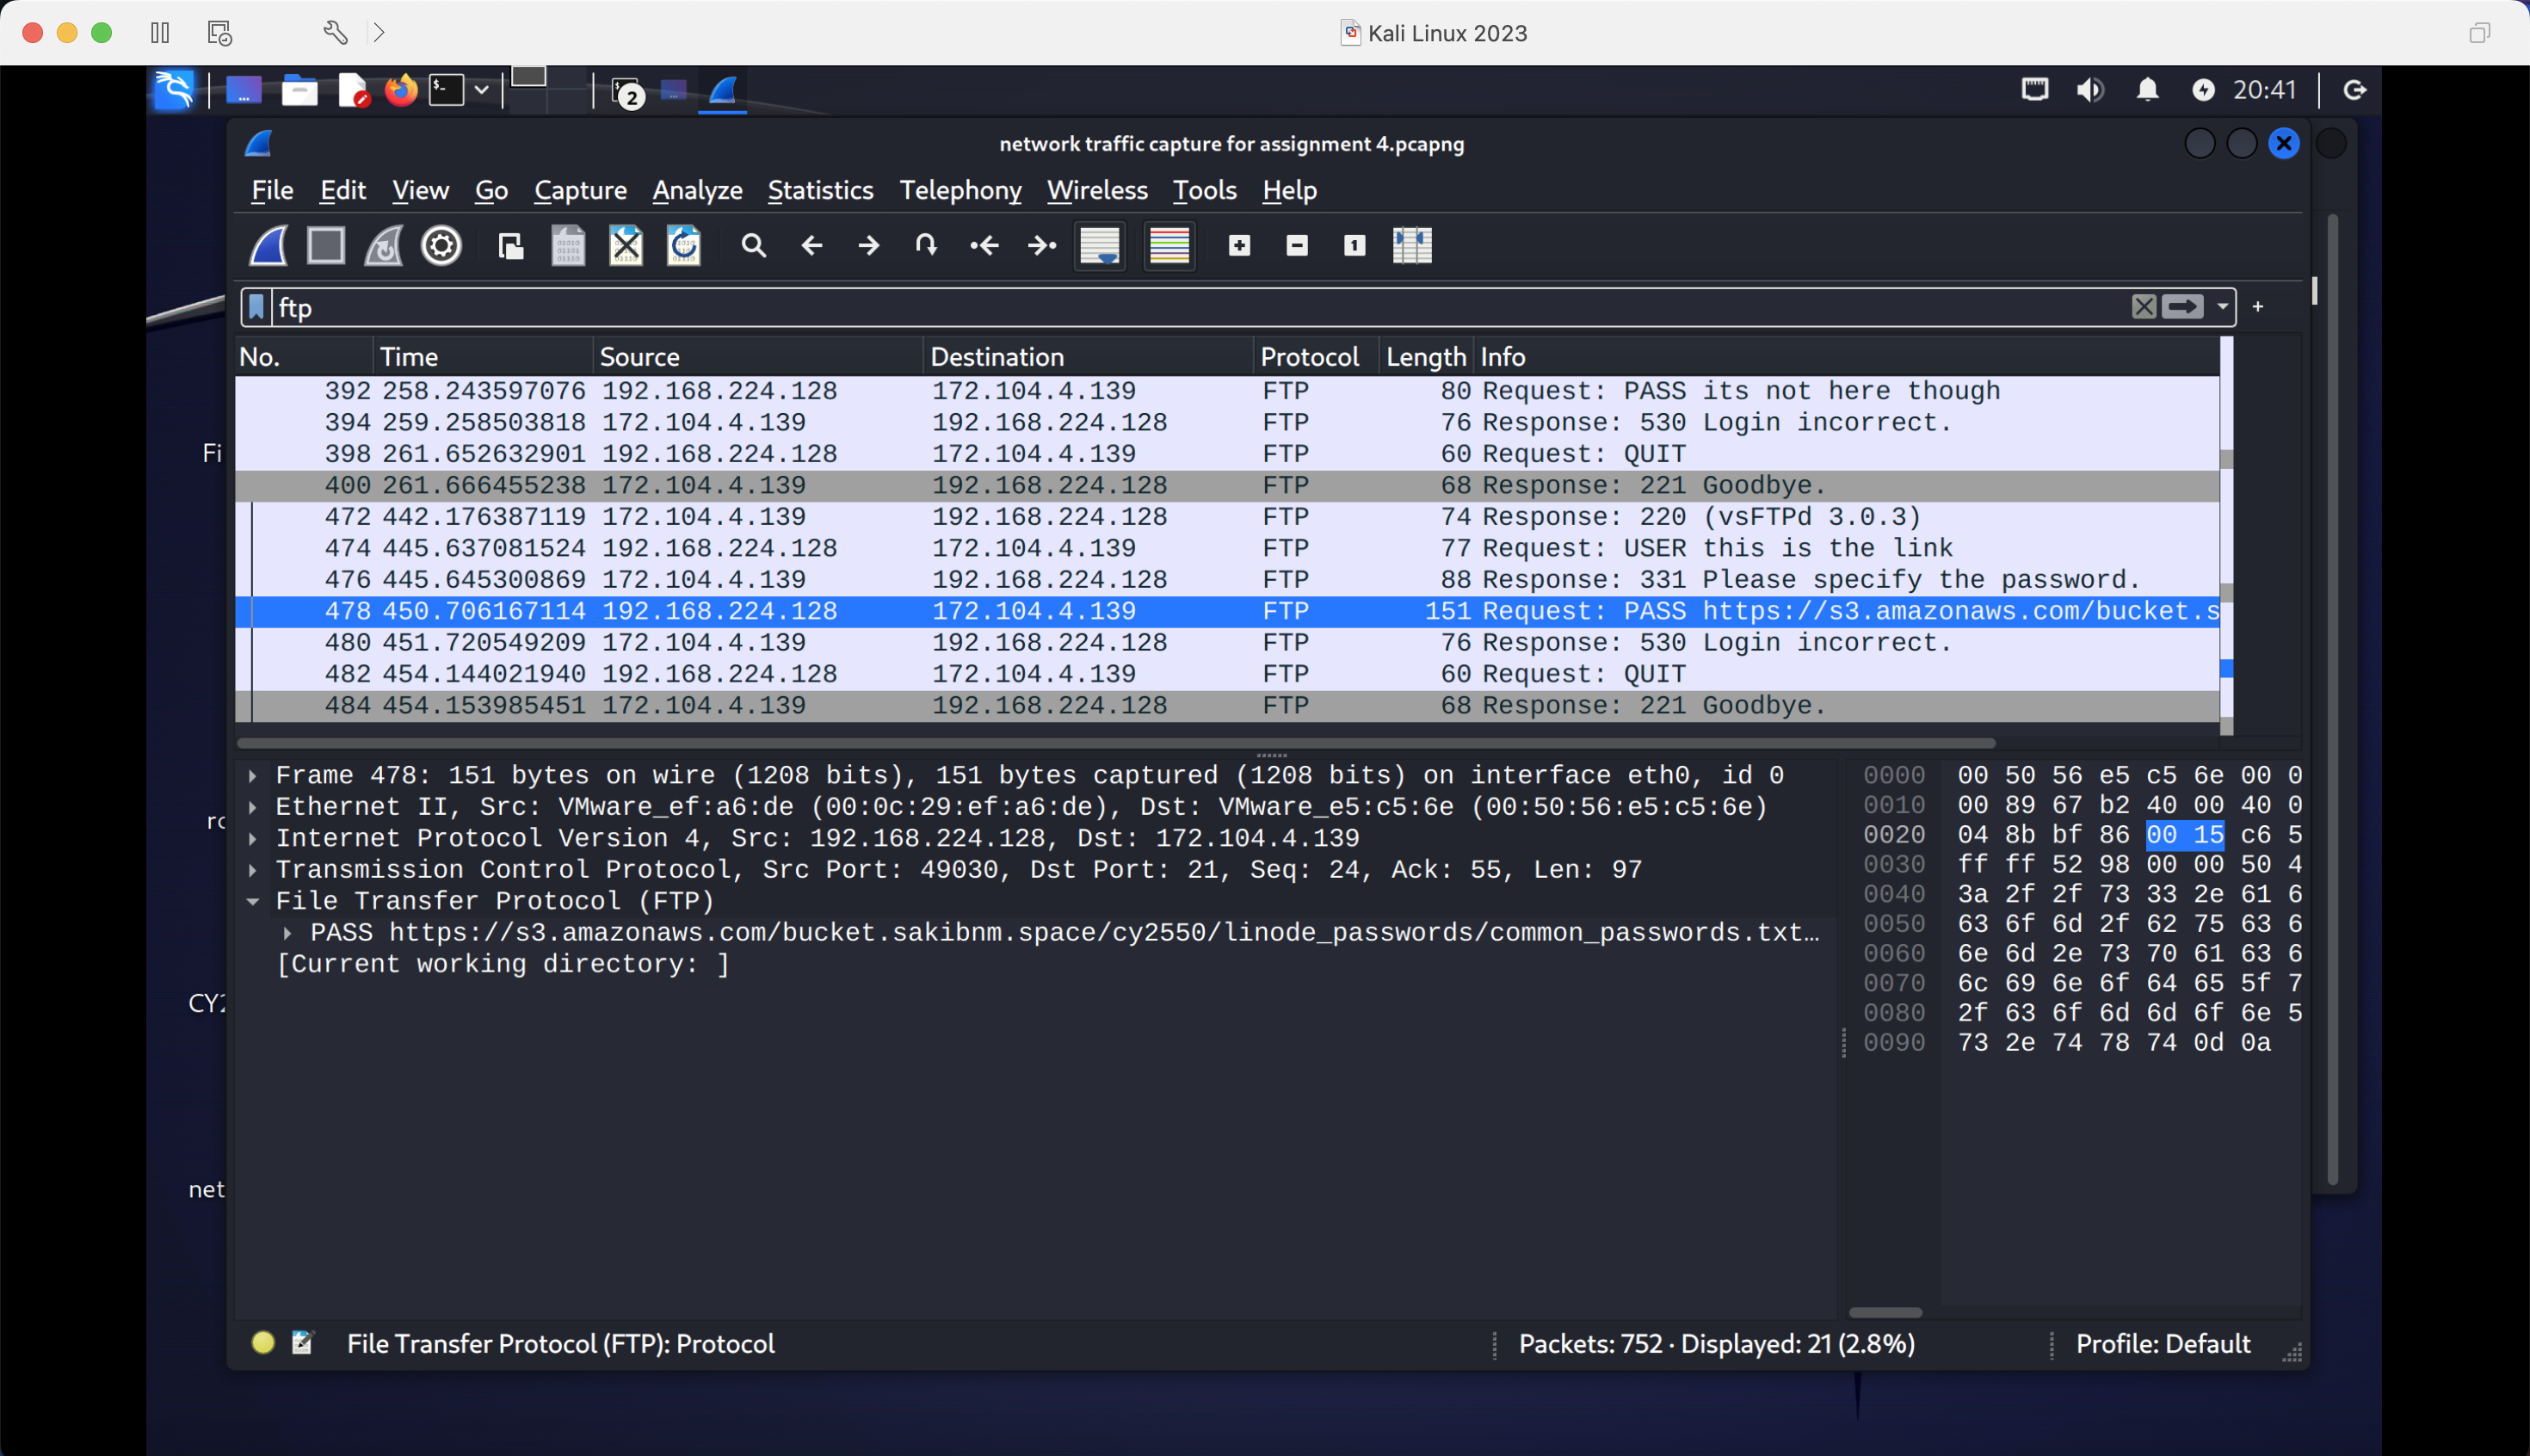 Kali Linux 2023
2
20:41
network traffic capture for assignment 4.pcapng
File Edit View Go Capture Analyze Statistics Telephony Wireless Tools Help
ftp
No. Time Source Destination Protocol Length Info
392 258.243597076 192.168.224.128 172.104.4.139 FTP 80 Request: PASS its not here though
394 259.258503818 172.104.4.139 192.168.224.128 FTP 76 Response: 530 Login incorrect.
398 261.652632901 192.168.224.128 172.104.4.139 FTP 60 Request: QUIT
400 261.666455238 172.104.4.139 192.168.224.128 FTP 68 Response: 221 Goodbye.
472 442.176387119 172.104.4.139 192.168.224.128 FTP 74 Response: 220 (vsFTPd 3.0.3)
474 445.637081524 192.168.224.128 172.104.4.139 FTP 77 Request: USER this is the link
476 445.645300869 172.104.4.139 192.168.224.128 FTP 88 Response: 331 Please specify the password.
478 450.706167114 192.168.224.128 172.104.4.139 FTP 151 Request: PASS https://s3.amazonaws.com/bucket.s
480 451.720549209 172.104.4.139 192.168.224.128 FTP 76 Response: 530 Login incorrect.
482 454.144021940 192.168.224.128 172.104.4.139 FTP 60 Request: QUIT
484 454.153985451 172.104.4.139 192.168.224.128 FTP 68 Response: 221 Goodbye.
Frame 478: 151 bytes on wire (1208 bits), 151 bytes captured (1208 bits) on interface eth0, id 0
Ethernet II, Src: VMware_ef:a6:de (00:0c:29:ef:a6:de), Dst: VMware_e5:c5:6e (00:50:56:e5:c5:6e)
Internet Protocol Version 4, Src: 192.168.224.128, Dst: 172.104.4.139
Transmission Control Protocol, Src Port: 49030, Dst Port: 21, Seq: 24, Ack: 55, Len: 97
File Transfer Protocol (FTP)
PASS https://s3.amazonaws.com/bucket.sakibnm.space/cy2550/linode_passwords/common_passwords.txt…
[Current working directory: ]
0000 00 50 56 e5 c5 6e 00 0
0010 00 89 67 b2 40 00 40 0
0020 04 8b bf 86 00 15 c6 5
0030 ff ff 52 98 00 00 50 4
0040 3a 2f 2f 73 33 2e 61 6
0050 63 6f 6d 2f 62 75 63 6
0060 6e 6d 2e 73 70 61 63 6
0070 6c 69 6e 6f 64 65 5f 7
0080 2f 63 6f 6d 6d 6f 6e 5
0090 73 2e 74 78 74 0d 0a
Fi
ro
CY2
net
File Transfer Protocol (FTP): Protocol
Packets: 752 · Displayed: 21 (2.8%)
Profile: Default